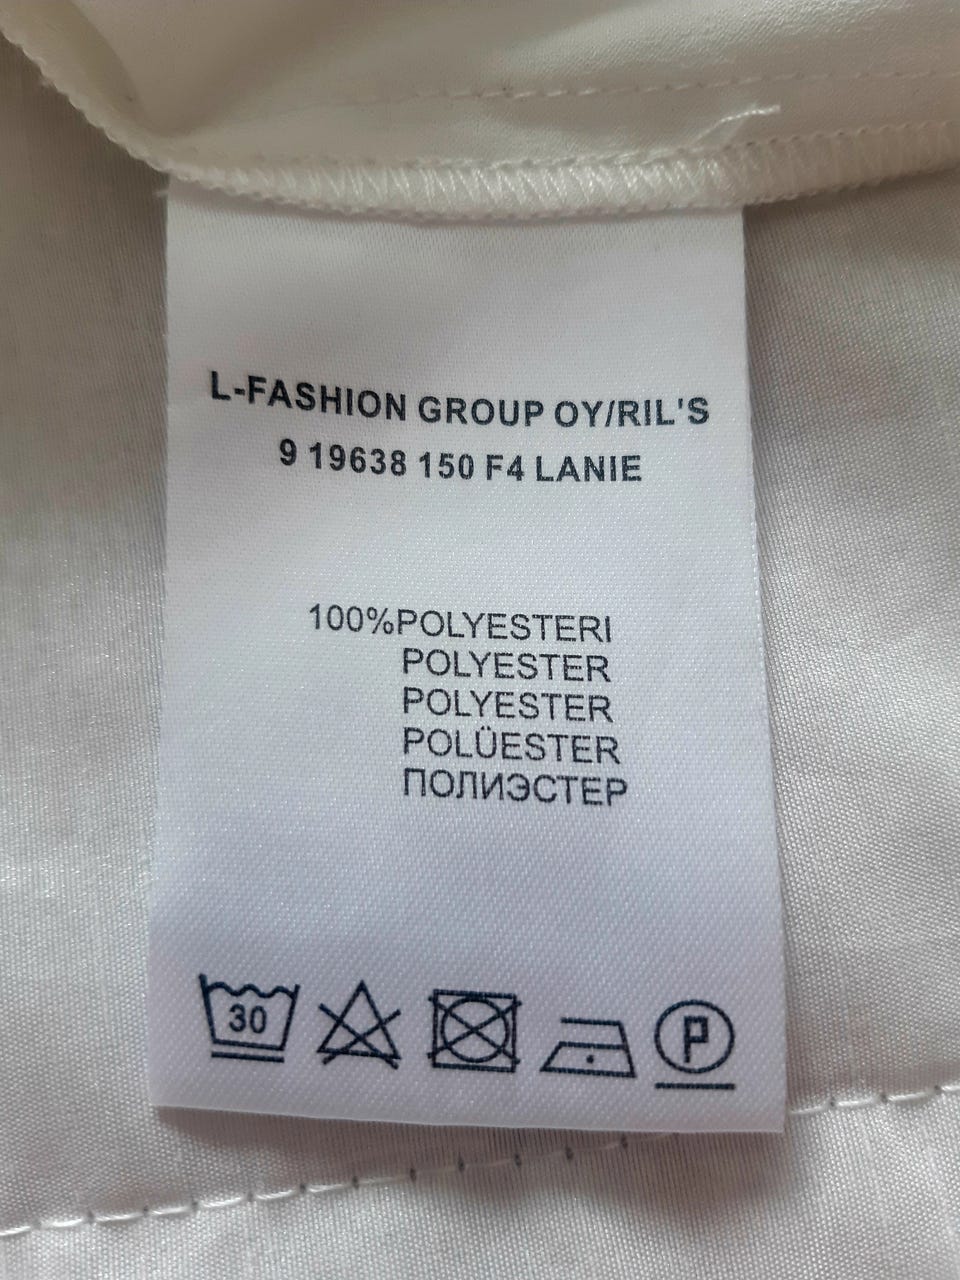 L-FASHION GROUP OY/RIL'S
9 19638 150 F4 LANIE
100%POLYESTERI
POLYESTER
POLYESTER
POLÜESTER
ПОЛИЭСТЕР
30 P